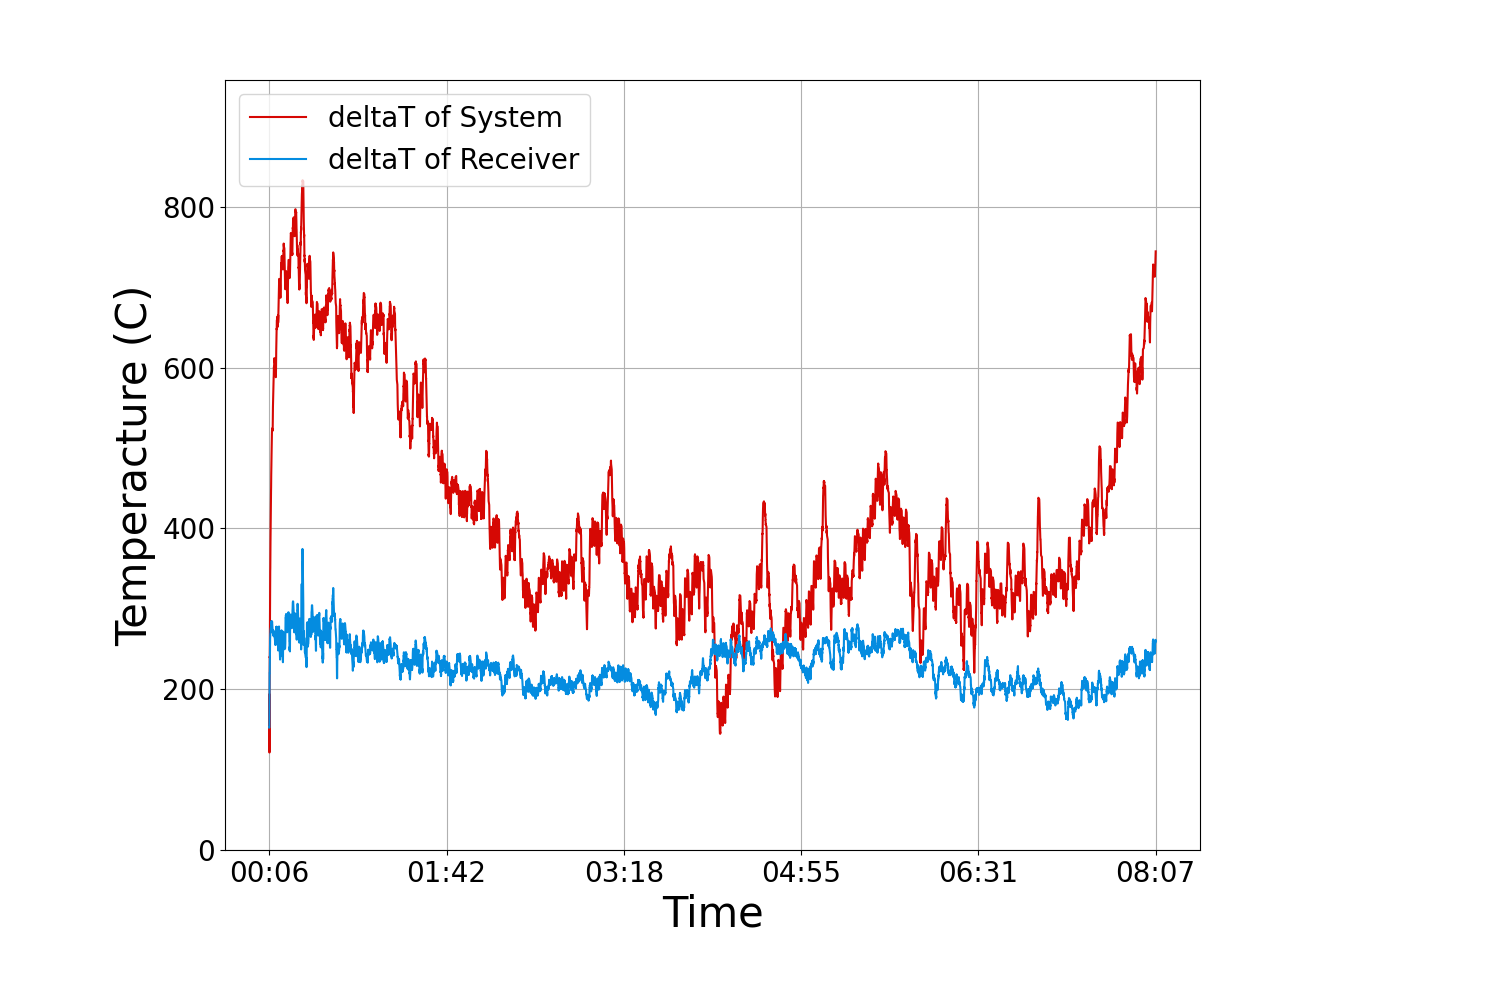 deltaT of System
deltaT of Receiver
800
600
400
200
0
Temperacture (C)
00:06 01:42 03:18 04:55 06:31 08:07
Time